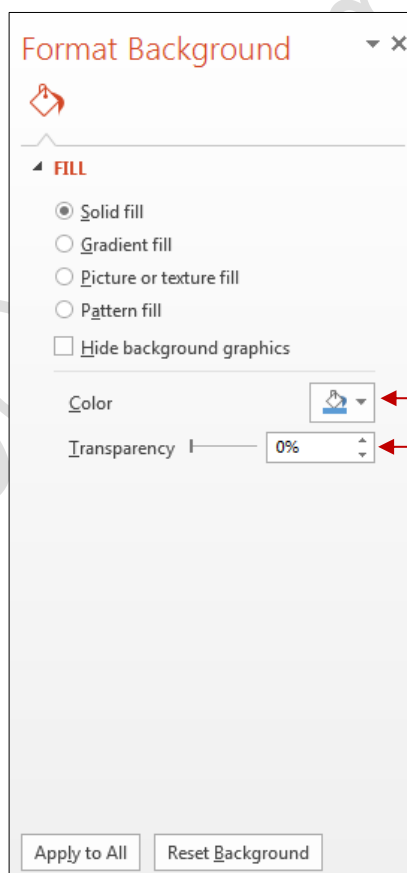 Format Background
FILL
Solid fill
Gradient fill
Picture or texture fill
Pattern fill
Hide background graphics
Color
Transparency 0%
Apply to All Reset Background